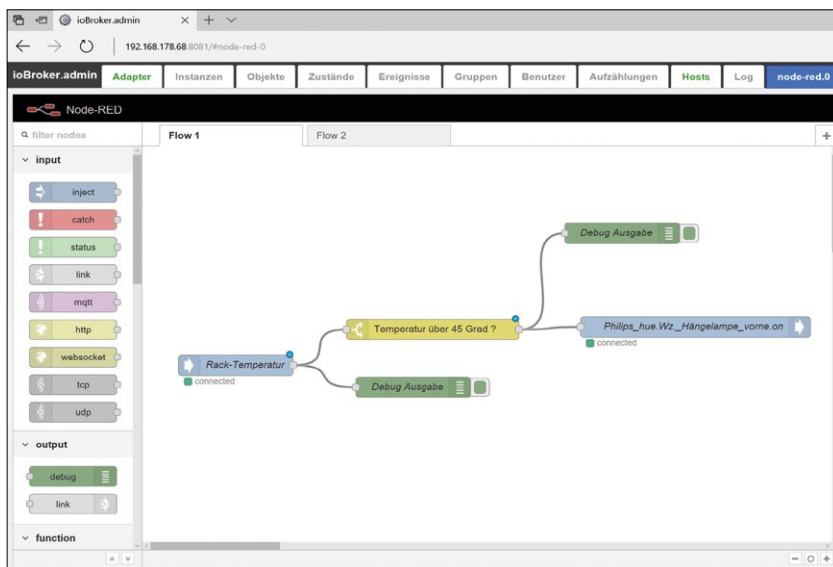 ioBroker.admin
192.168.178.68:8081/#node-red-0
ioBroker.admin Adapter Instanzen Objekte Zustände Ereignisse Gruppen Benutzer Aufzählungen Hosts Log node-red.0
Node-RED
filter nodes
Flow 1
Flow 2
input
inject
catch
status
link
mqtt
http
websocket
tcp
udp
output
debug
link
function
Debug Ausgabe
Temperatur über 45 Grad ?
Philips_hue.Wz._Hängelampe_vorne.on
connected
Rack-Temperatur
connected
Debug Ausgabe